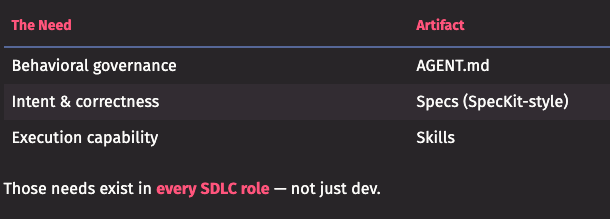 The Need Artifact
Behavioral governance AGENT.md
Intent & correctness Specs (SpecKit-style)
Execution capability Skills
Those needs exist in every SDLC role — not just dev.